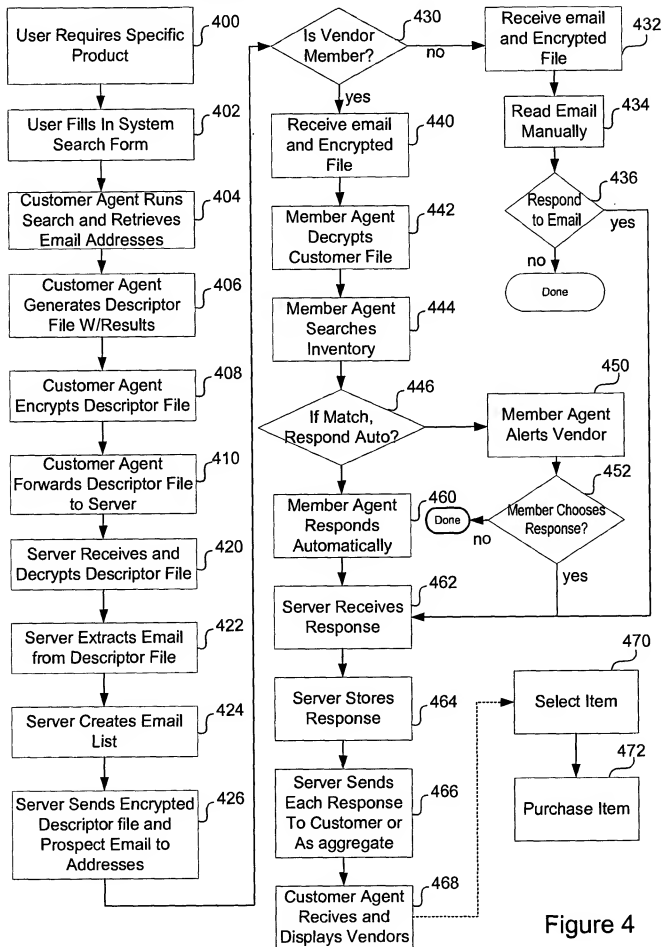 User Requires Specific
Product
400
User Fills In System
Search Form
402
Customer Agent Runs
Search and Retrieves
Email Addresses
404
Customer Agent
Generates Descriptor
File W/Results
406
Customer Agent
Encrypts Descriptor File
408
Customer Agent
Forwards Descriptor File
to Server
410
Server Receives and
Decrypts Descriptor File
420
Server Extracts Email
from Descriptor File
422
Server Creates Email
List
424
Server Sends Encrypted
Descriptor file and
Prospect Email to
Addresses
426
Is Vendor
Member?
430
no
yes
Receive email
and Encrypted
File
432
Read Email
Manually
434
Respond
to Email
436
yes
no
Done
Receive email
and Encrypted
File
440
Member Agent
Decrypts
Customer File
442
Member Agent
Searches
Inventory
444
If Match,
Respond Auto?
446
Member Agent
Alerts Vendor
450
Member Chooses
Response?
452
no
Done
yes
Member Agent
Responds
Automatically
460
Server Receives
Response
462
Server Stores
Response
464
Server Sends
Each Response
To Customer or
As aggregate
466
Customer Agent
Recives and
Displays Vendors
468
Select Item
470
Purchase Item
472
Figure 4